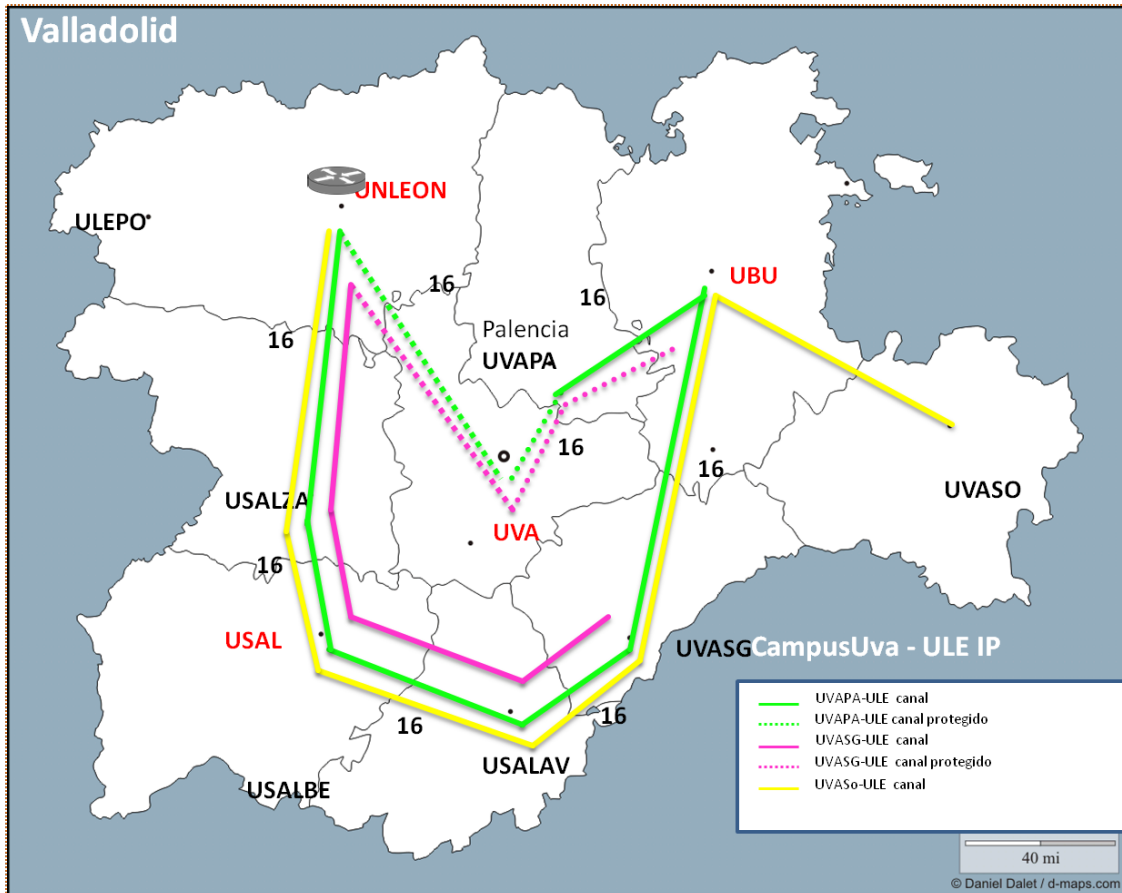 Valladolid
UNLEON
ULEPO
UBU
16
16
16
Palencia
UVAPA
16
16
USALZA
UVASO
UVA
16
USAL
UVASG
CampusUva - ULE IP
UVAPA-ULE canal
UVAPA-ULE canal protegido
UVASG-ULE canal
UVASG-ULE canal protegido
UVASo-ULE canal
16
16
USALAV
USALBE
40 mi
© Daniel Dalet / d-maps.com